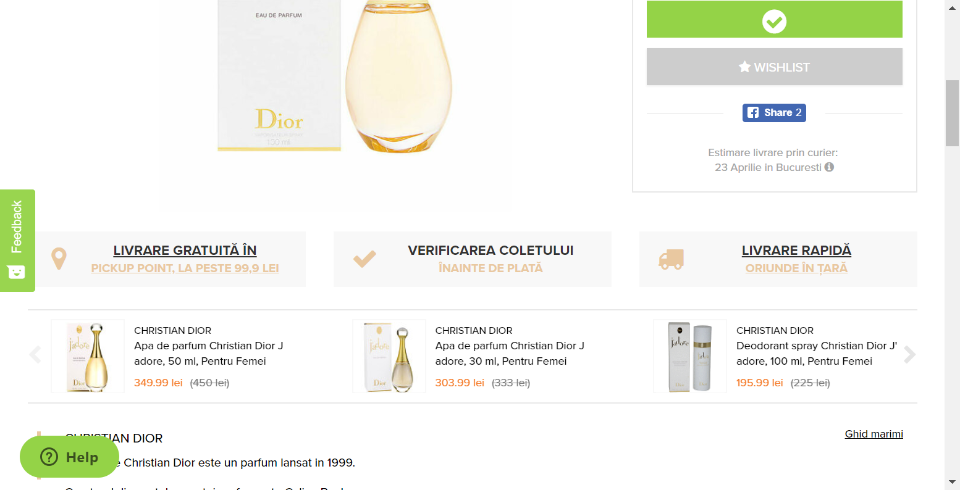 EAU DE PARFUM
Dior
100 ml
WISHLIST
Share 2
Estimare livrare prin curier:
23 Aprilie in Bucuresti
Feedback
LIVRARE GRATUITĂ ÎN
PICKUP POINT, LA PESTE 99,9 LEI
VERIFICAREA COLETULUI
ÎNAINTE DE PLATĂ
LIVRARE RAPIDĂ
ORIUNDE ÎN ȚARĂ
CHRISTIAN DIOR
Apa de parfum Christian Dior J
adore, 50 ml, Pentru Femei
349.99 lei (450 lei)
CHRISTIAN DIOR
Apa de parfum Christian Dior J
adore, 30 ml, Pentru Femei
303.99 lei (333 lei)
CHRISTIAN DIOR
Deodorant spray Christian Dior J'
adore, 100 ml, Pentru Femei
195.99 lei (225 lei)
CHRISTIAN DIOR
Ghid marimi
Christian Dior este un parfum lansat in 1999.
Help